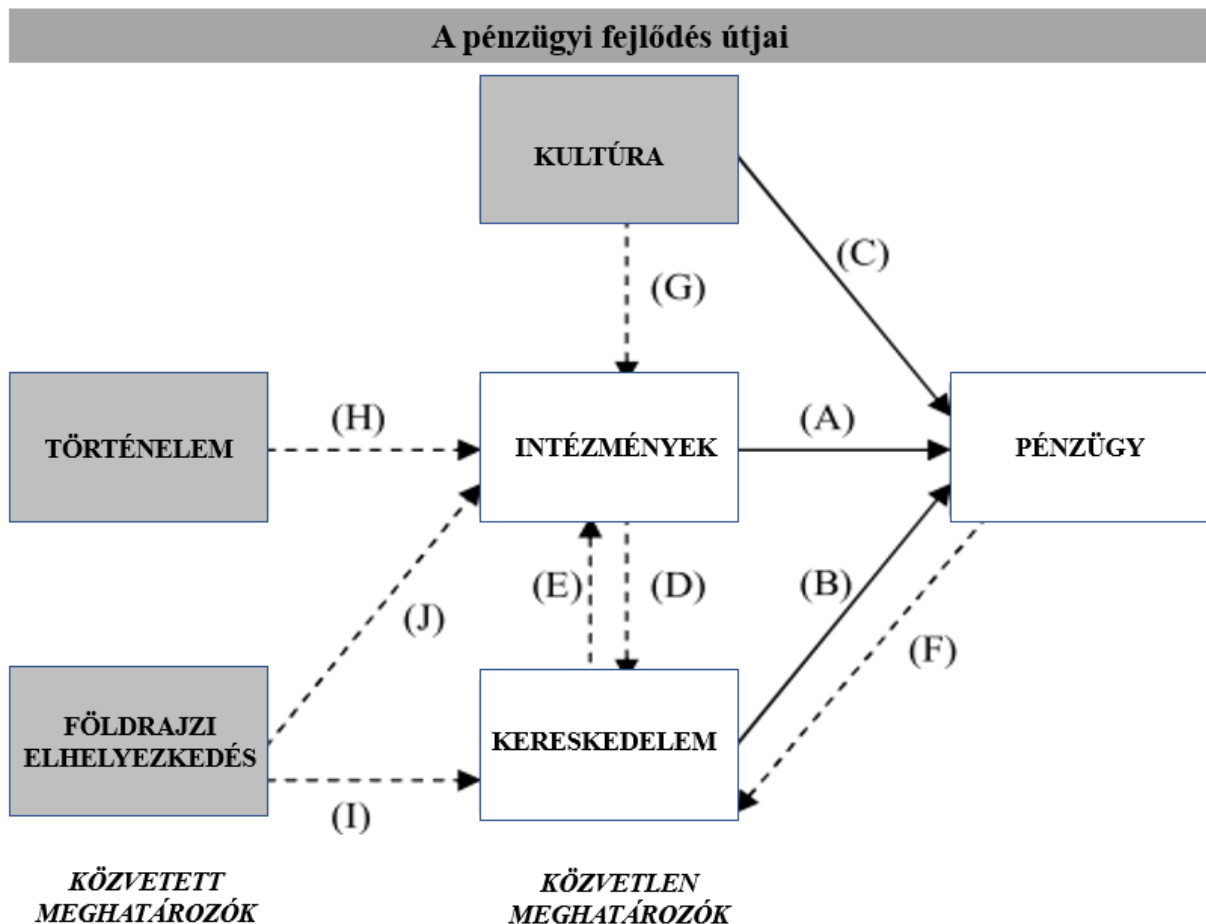 A pénzügyi fejlődés útjai
KULTÚRA
(C)
(G)
(H)
(A)
TÖRTÉNELEM
INTÉZMÉNYEK
PÉNZÜGY
(E)
(D)
(B)
(J)
(F)
FÖLDRAJZI
ELHELYEZKEDÉS
KERESKEDELEM
(I)
KÖZVETETT
MEGHATÁROZÓK
KÖZVETLEN
MEGHATÁROZÓK